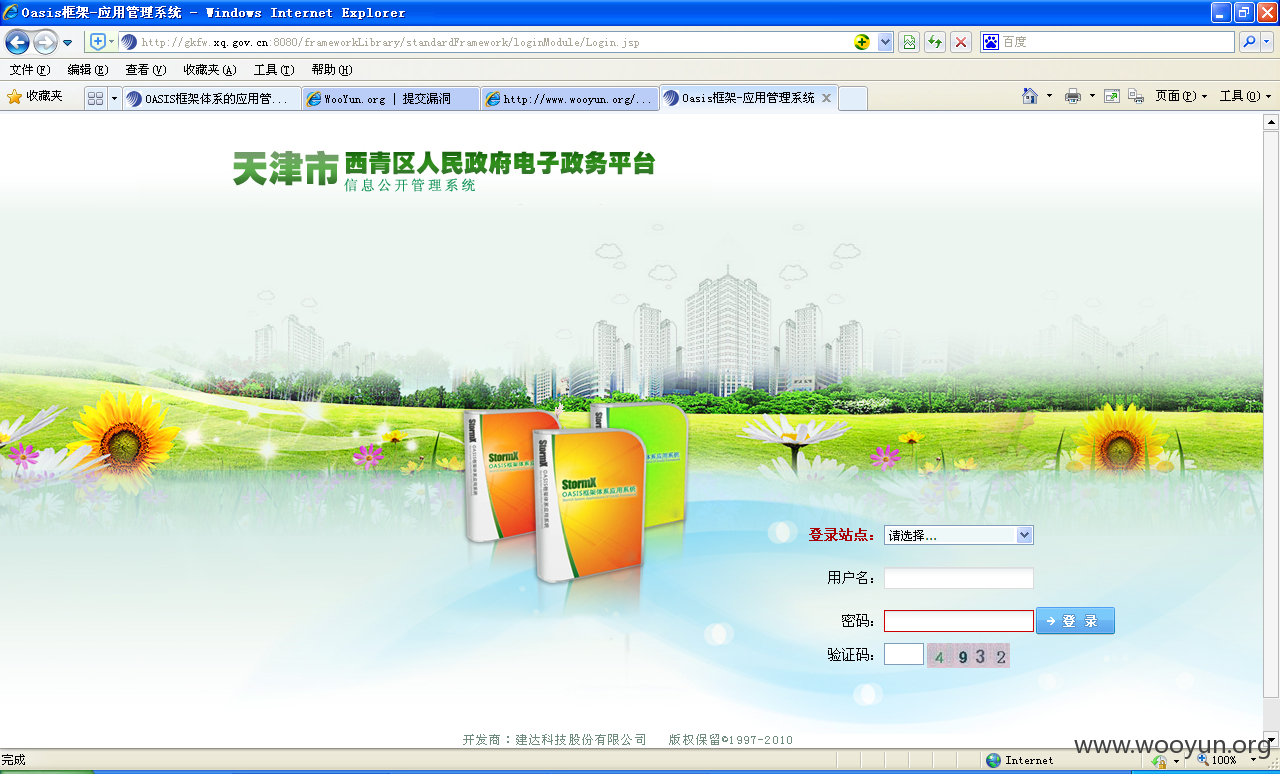 Oasis框架-应用管理系统 - Windows Internet Explorer
http://gkfw.xq.gov.cn:8080/frameworkLibrary/standardFramework/loginModule/Login.jsp
百度
文件(F) 编辑(E) 查看(V) 收藏夹(A) 工具(T) 帮助(H)
收藏夹
OASIS框架体系的应用管...
WooYun.org | 提交漏洞
http://www.wooyun.org/...
Oasis框架-应用管理系统
页面(P)
工具(O)
天津市 西青区人民政府电子政务平台
信息公开管理系统
StormX
OASIS框架体系应用系统
登录站点：
请选择...
用户名：
密码：
登 录
验证码：
4 9 3 2
开发商：建达科技股份有限公司 版权保留©1997-2010
www.wooyun.org
完成
Internet
100%